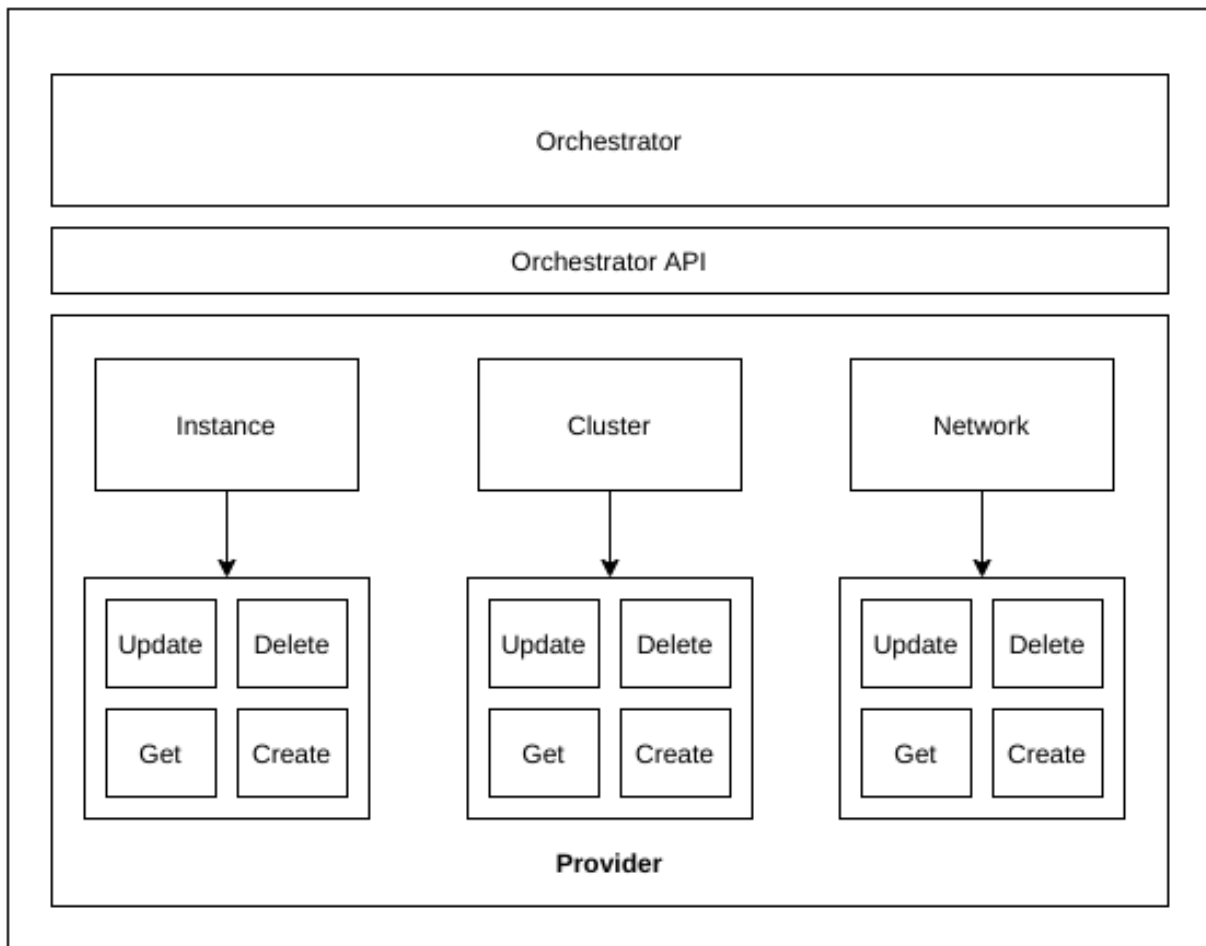 Orchestrator
Orchestrator API
Instance
Cluster
Network
Update
Delete
Get
Create
Update
Delete
Get
Create
Update
Delete
Get
Create
Provider